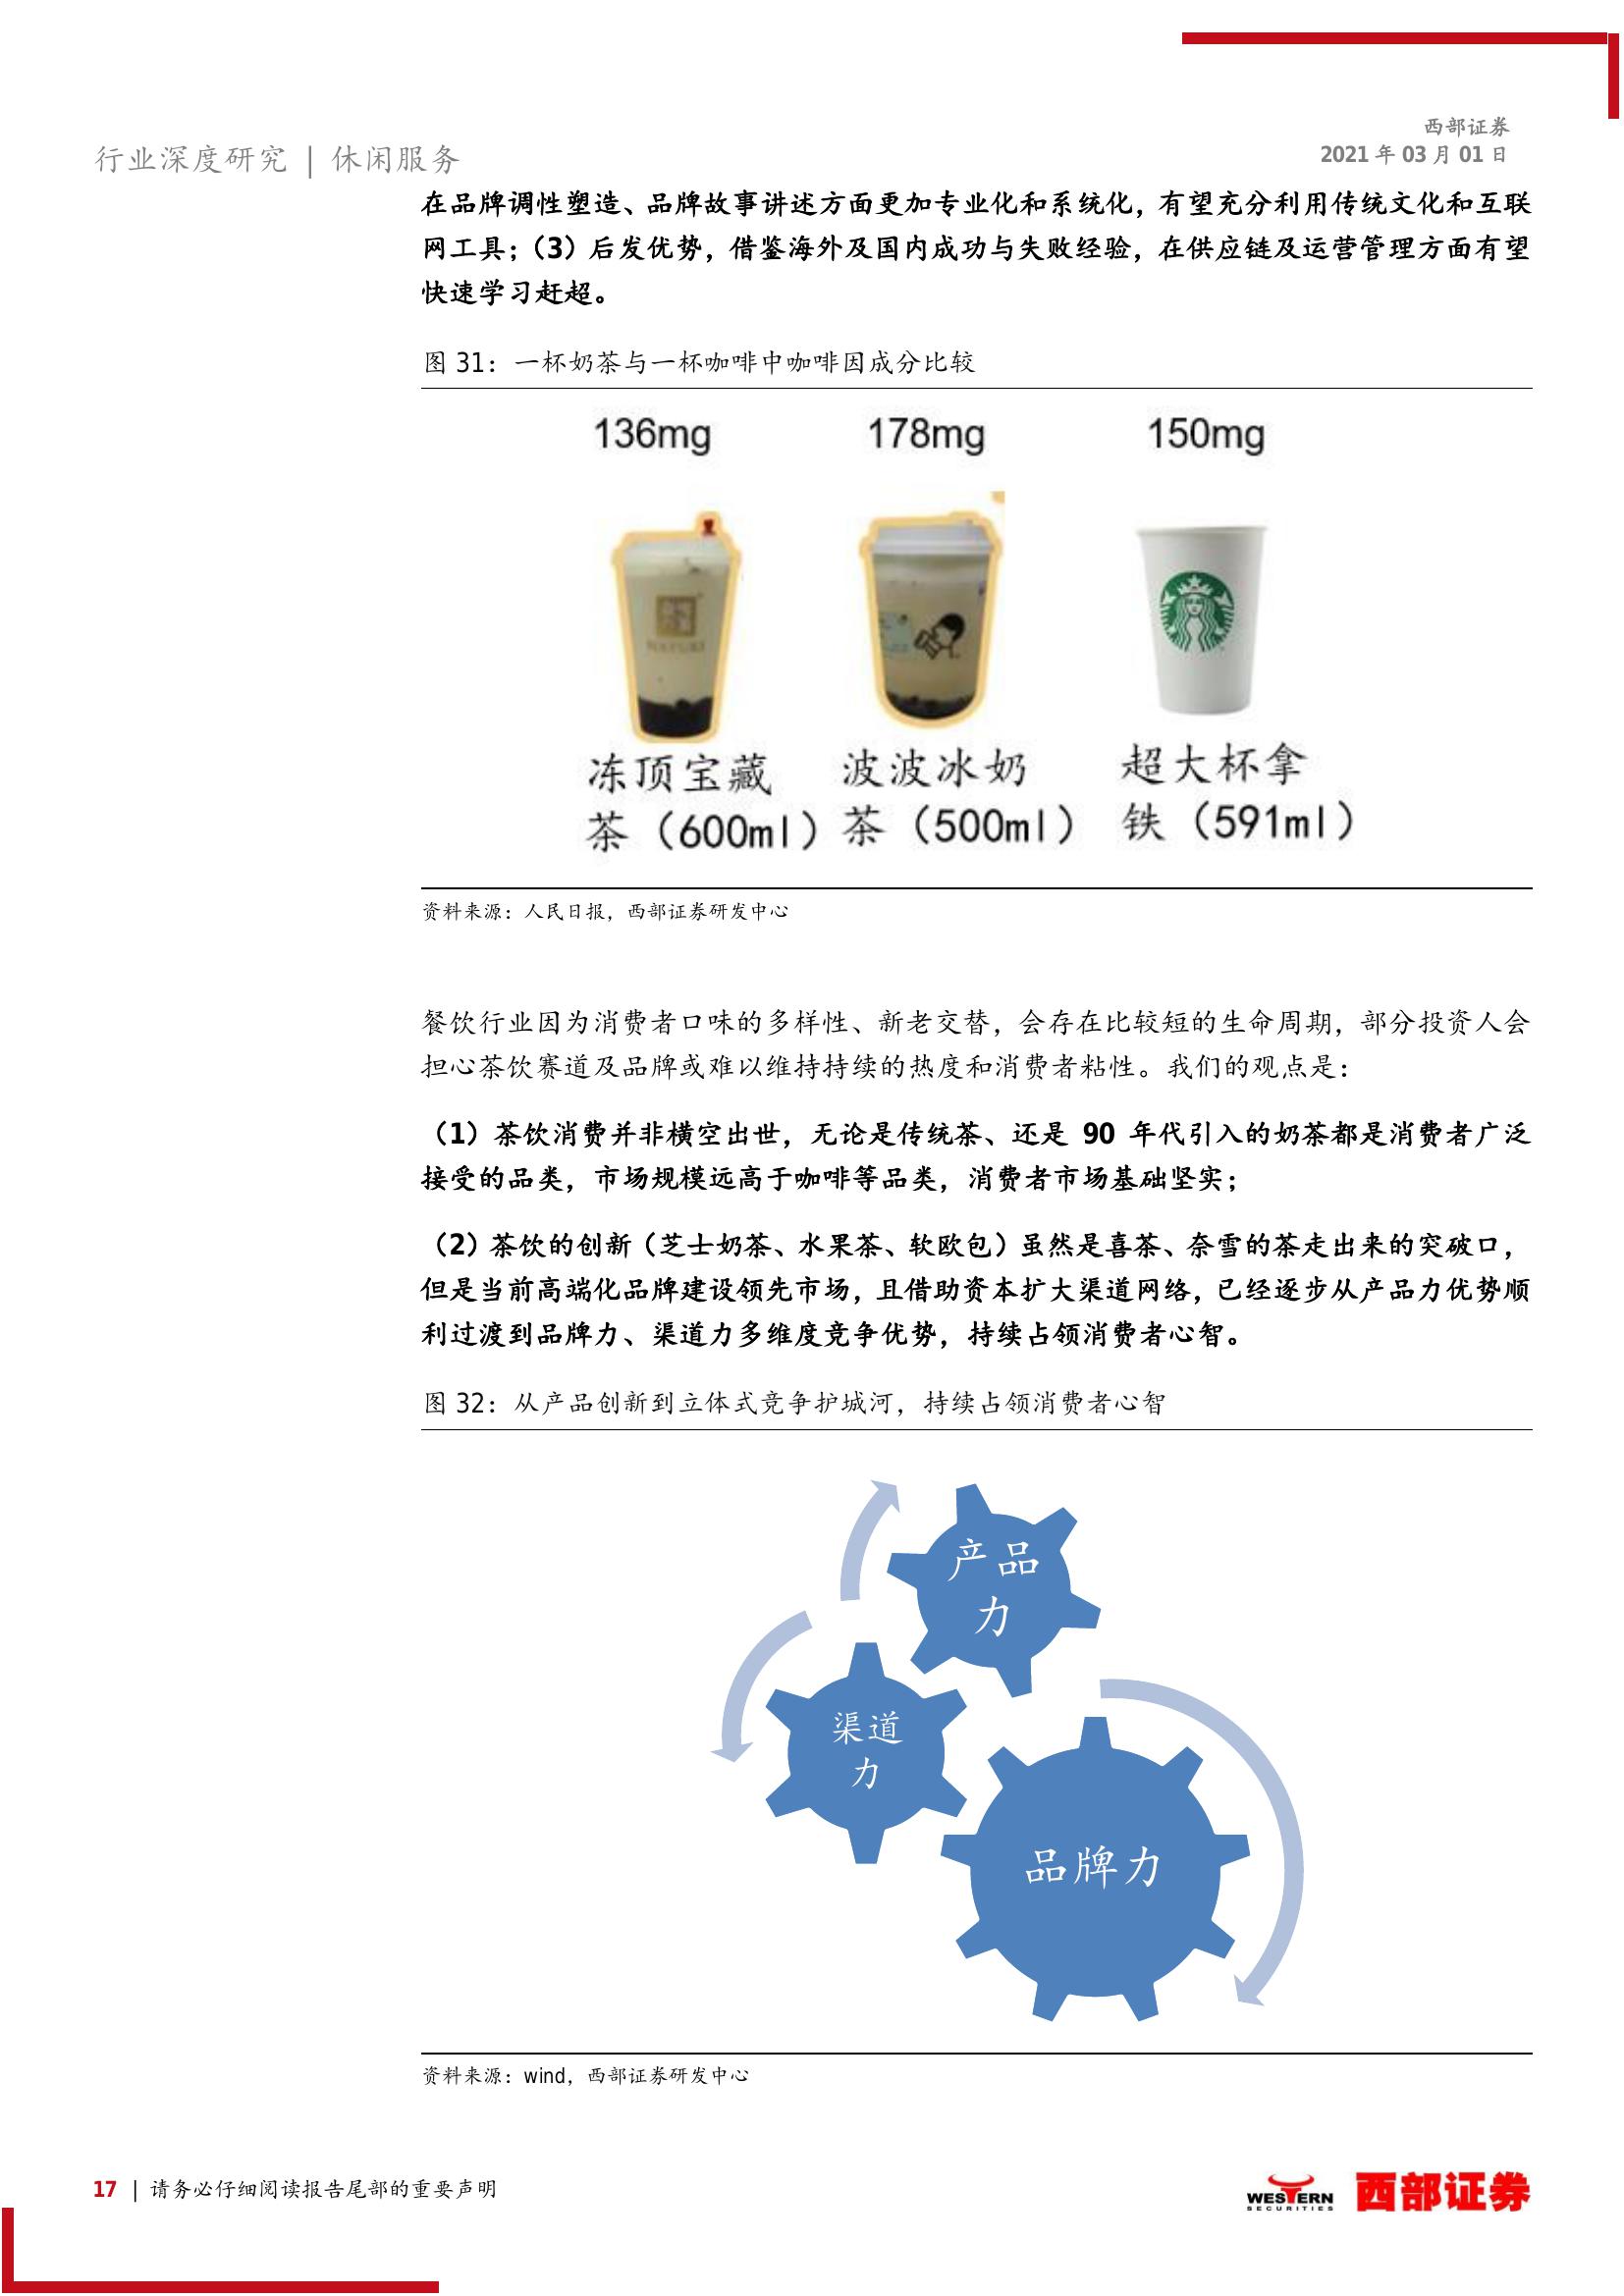 西部证券
行业深度研究 | 休闲服务
2021 年 03 月 01 日
在品牌调性塑造、品牌故事讲述方面更加专业化和系统化，有望充分利用传统文化和互联
网工具；（3）后发优势，借鉴海外及国内成功与失败经验，在供应链及运营管理方面有望
快速学习赶超。
图 31：一杯奶茶与一杯咖啡中咖啡因成分比较
136mg 178mg 150mg
冻顶宝藏 波波冰奶 超大杯拿
茶（600ml） 茶（500ml） 铁（591ml）
资料来源：人民日报，西部证券研发中心
餐饮行业因为消费者口味的多样性、新老交替，会存在比较短的生命周期，部分投资人会
担心茶饮赛道及品牌或难以维持持续的热度和消费者粘性。我们的观点是：
（1）茶饮消费并非横空出世，无论是传统茶、还是 90 年代引入的奶茶都是消费者广泛
接受的品类，市场规模远高于咖啡等品类，消费者市场基础坚实；
（2）茶饮的创新（芝士奶茶、水果茶、软欧包）虽然是喜茶、奈雪的茶走出来的突破口，
但是当前高端化品牌建设领先市场，且借助资本扩大渠道网络，已经逐步从产品力优势顺
利过渡到品牌力、渠道力多维度竞争优势，持续占领消费者心智。
图 32：从产品创新到立体式竞争护城河，持续占领消费者心智
产品
力
渠道
力
品牌力
资料来源：wind，西部证券研发中心
17 | 请务必仔细阅读报告尾部的重要声明
WESTERN
SECURITIES
西部证券